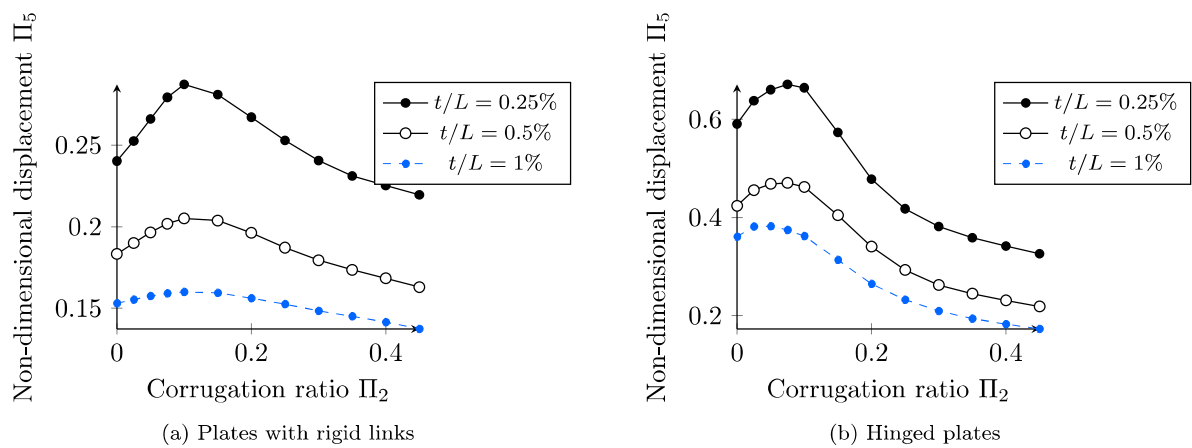 Non-dimensional displacement Π₅
0.25
0.2
0.15
0
0.2
0.4
Corrugation ratio Π₂
t/L = 0.25%
t/L = 0.5%
t/L = 1%
(a) Plates with rigid links
Non-dimensional displacement Π₅
0.6
0.4
0.2
0
0.2
0.4
Corrugation ratio Π₂
t/L = 0.25%
t/L = 0.5%
t/L = 1%
(b) Hinged plates